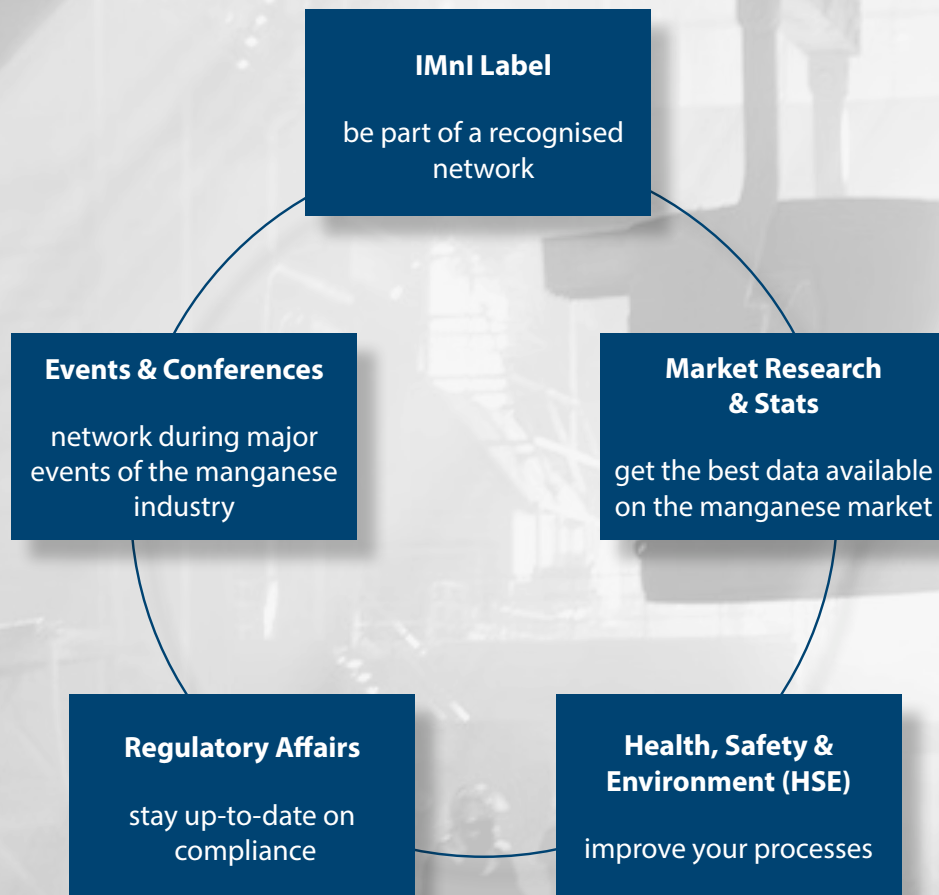 IMnI Label
be part of a recognised
network
Events & Conferences
network during major
events of the manganese
industry
Market Research
& Stats
get the best data available
on the manganese market
Regulatory Affairs
stay up-to-date on
compliance
Health, Safety &
Environment (HSE)
improve your processes